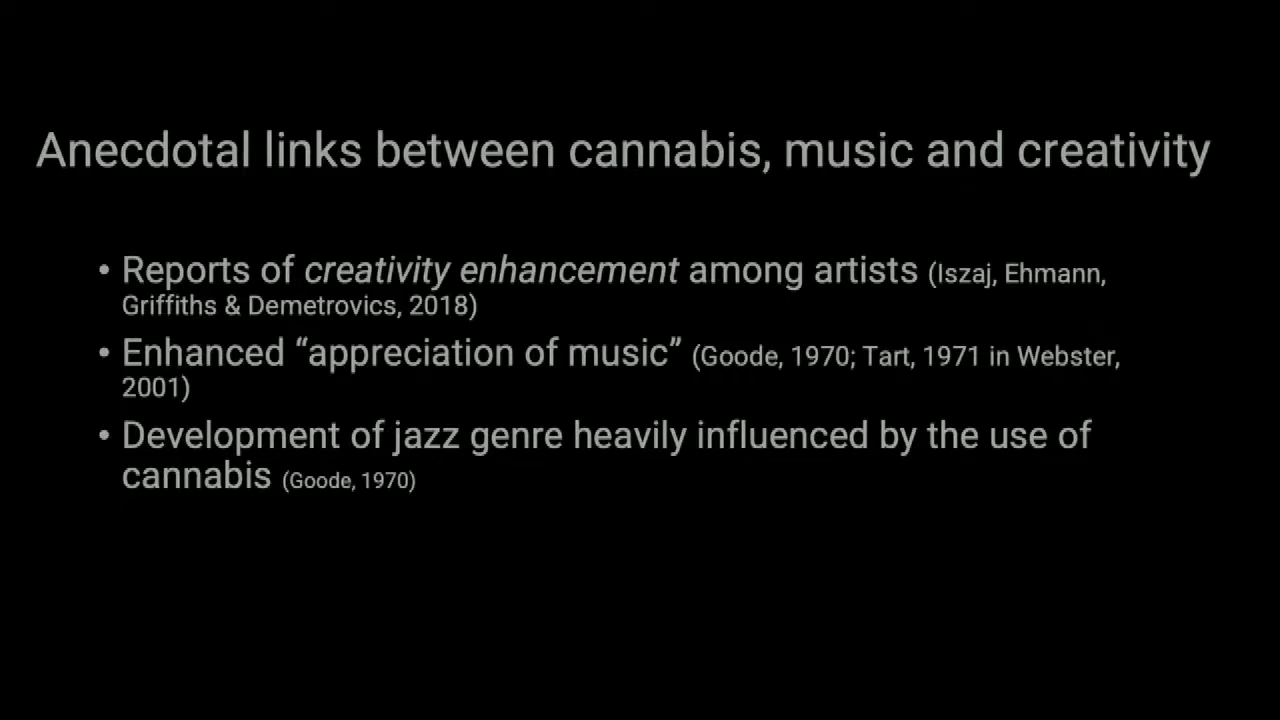 Anecdotal links between cannabis, music and creativity
• Reports of creativity enhancement among artists (Iszaj, Ehmann,
Griffiths & Demetrovics, 2018)
• Enhanced “appreciation of music” (Goode, 1970; Tart, 1971 in Webster,
2001)
• Development of jazz genre heavily influenced by the use of
cannabis (Goode, 1970)